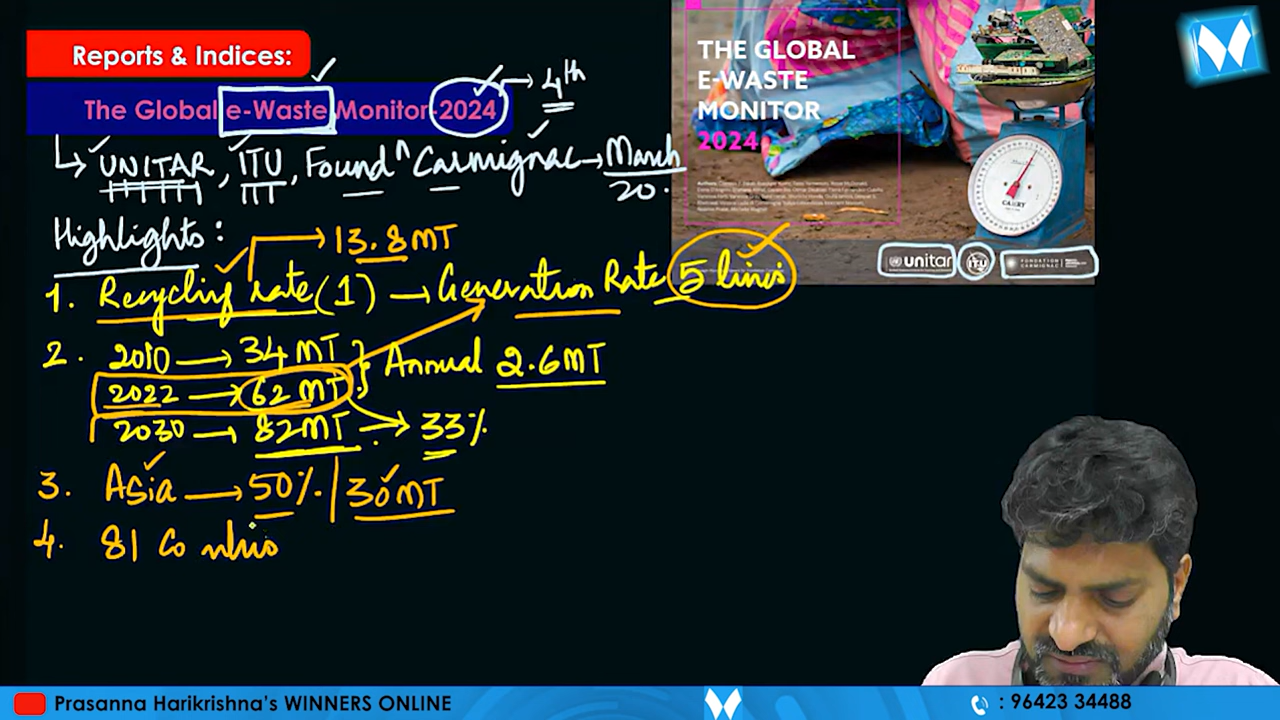 Reports & Indices:
The Global e-Waste Monitor-2024 → 4th
↳ UNITAR, ITU, Foundn Carmignac → March 20
Highlights:
→ 13.8MT
1. Recycling rate (1) → Generation Rate 5 times
2. 2010 → 34 MT
2022 → 62 MT
Annual 2.6MT
2030 → 82MT → 33%
3. Asia → 50% | 30MT
4. 81 Countries
THE GLOBAL
E-WASTE
MONITOR
2024
unitar
ITU
FONDATION CARMIGNAC
Prasanna Harikrishna's WINNERS ONLINE
: 96423 34488